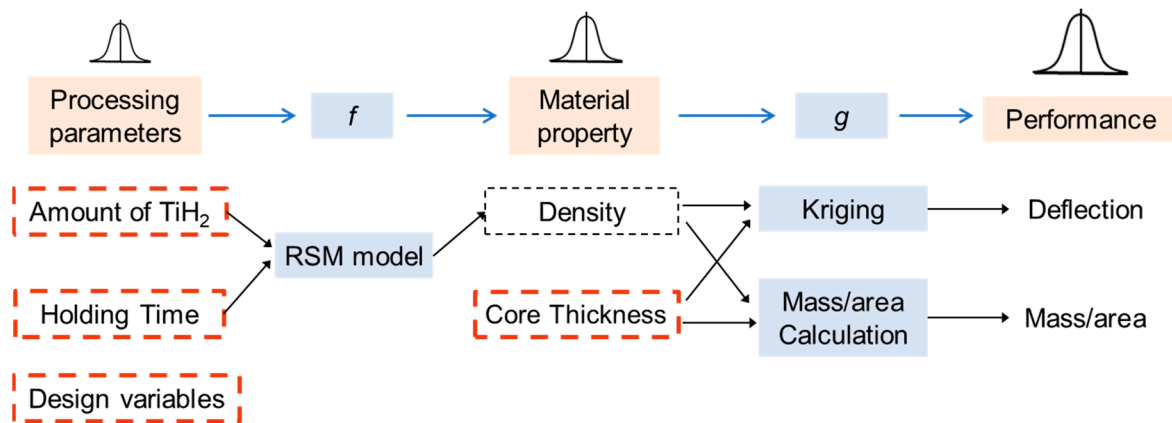 Processing
parameters
f
Material
property
g
Performance
Amount of TiH₂
Density
Kriging
Deflection
RSM model
Holding Time
Core Thickness
Mass/area
Calculation
Mass/area
Design variables